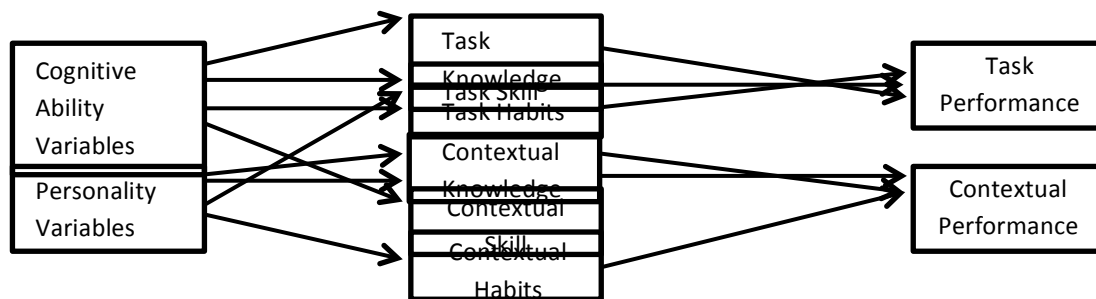 Cognitive
Ability
Variables
Personality
Variables
Task
Knowledge
Task Skill
Task Habits
Contextual
Knowledge
Contextual
Skill
Contextual
Habits
Task
Performance
Contextual
Performance